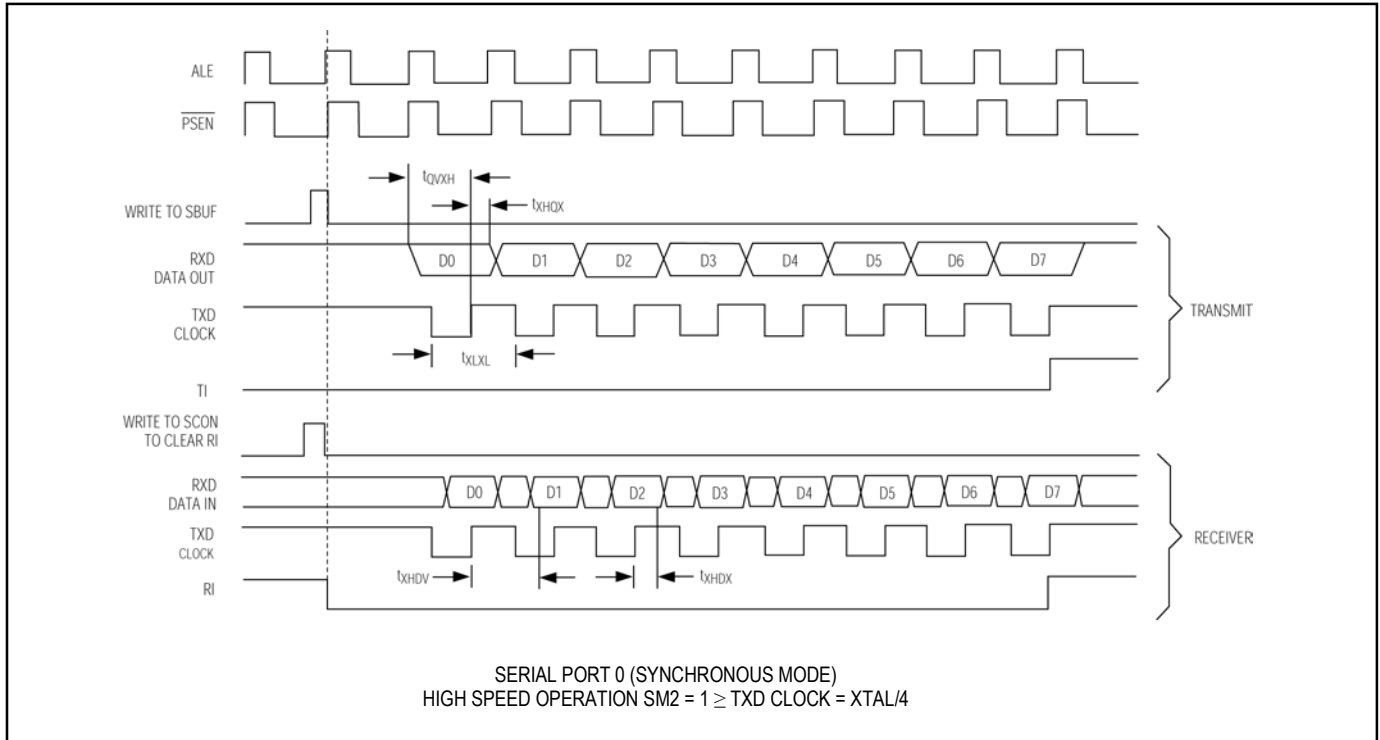 ALE
PSEN
tQVXH
tXHQX
WRITE TO SBUF
RXD
DATA OUT
D0 D1 D2 D3 D4 D5 D6 D7
TXD
CLOCK
TRANSMIT
tXLXL
TI
WRITE TO SCON
TO CLEAR RI
RXD
DATA IN
D0 D1 D2 D3 D4 D5 D6 D7
TXD
CLOCK
RECEIVER
tXHDV
tXHDX
RI
SERIAL PORT 0 (SYNCHRONOUS MODE)
HIGH SPEED OPERATION SM2 = 1 ≥ TXD CLOCK = XTAL/4